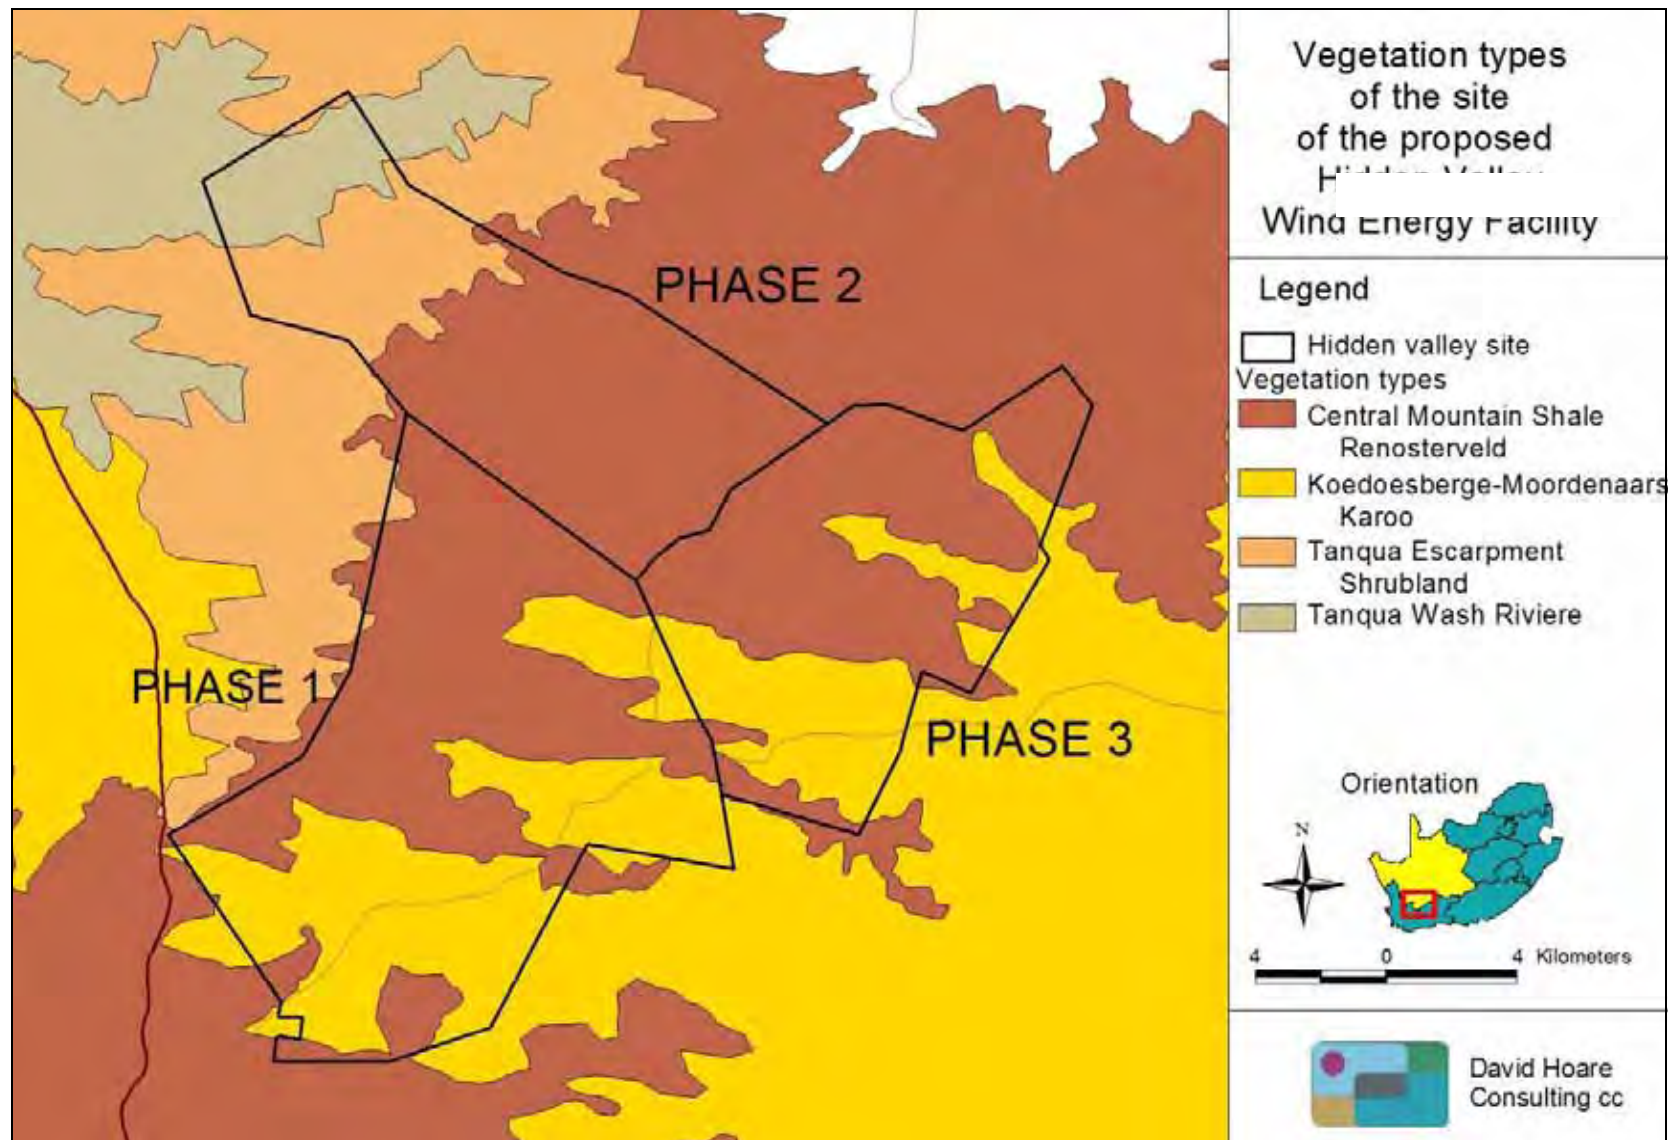 Vegetation types
of the site
of the proposed
Wind Energy Facility
Legend
Hidden valley site
Vegetation types
Central Mountain Shale
Renosterveld
Koedoesberge-Moordenaars
Karoo
Tanqua Escarpment
Shrubland
Tanqua Wash Riviere
PHASE 2
PHASE 1
PHASE 3
Orientation
N
4 0 4 Kilometers
David Hoare
Consulting cc